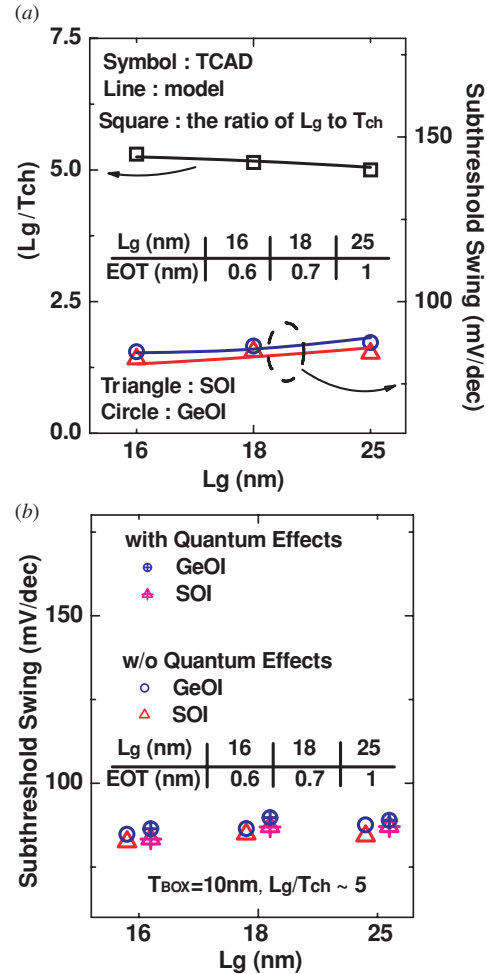 (a)
7.5
Symbol : TCAD
Line : model
Square : the ratio of Lg to Tch
150
5.0
(Lg/Tch)
Subthreshold Swing (mV/dec)
Lg (nm) 16 18 25
EOT (nm) 0.6 0.7 1
2.5
100
Triangle : SOI
Circle : GeOI
0.0
16 18 25
Lg (nm)
(b)
with Quantum Effects
GeOI
SOI
150
w/o Quantum Effects
GeOI
SOI
Subthreshold Swing (mV/dec)
Lg (nm) 16 18 25
EOT (nm) 0.6 0.7 1
100
TBOX=10nm, Lg/Tch ~ 5
16 18 25
Lg (nm)